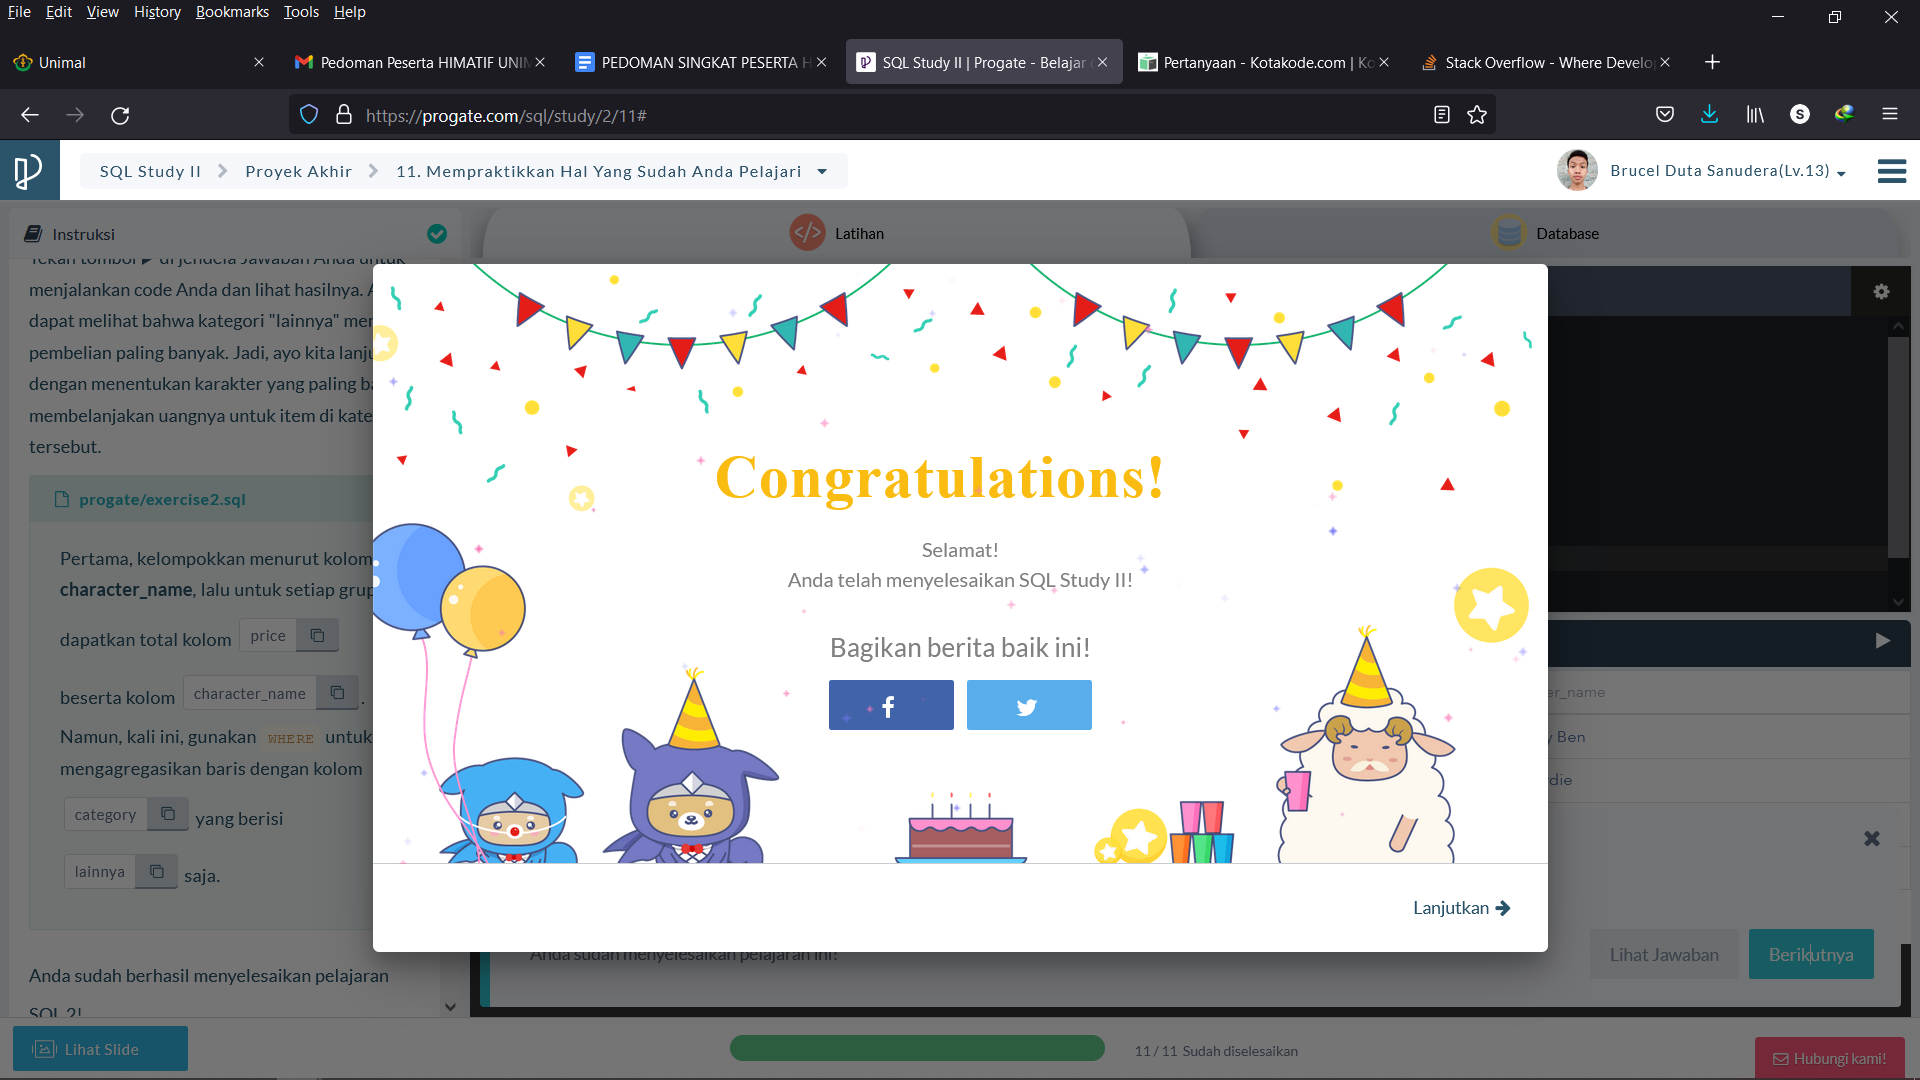 File Edit View History Bookmarks Tools Help
Unimal
Pedoman Peserta HIMATIF UNIM
PEDOMAN SINGKAT PESERTA H
SQL Study II | Progate - Belajar
Pertanyaan - Kotakode.com | Ko
Stack Overflow - Where Develop
https://progate.com/sql/study/2/11#
S
SQL Study II
Proyek Akhir
11. Mempraktikkan Hal Yang Sudah Anda Pelajari
Brucel Duta Sanudera(Lv.13)
Instruksi
Latihan
Database
Tekan tombol ▶ di jendela Jawaban Anda untuk
menjalankan code Anda dan lihat hasilnya. A
dapat melihat bahwa kategori "lainnya" mem
pembelian paling banyak. Jadi, ayo kita lanju
dengan menentukan karakter yang paling ba
membelanjakan uangnya untuk item di kate
tersebut.
progate/exercise2.sql
Pertama, kelompokkan menurut kolom
character_name, lalu untuk setiap grup
dapatkan total kolom price
beserta kolom character_name .
Namun, kali ini, gunakan WHERE untuk
mengagregasikan baris dengan kolom
category yang berisi
lainnya saja.
Anda sudah berhasil menyelesaikan pelajaran
SQL 2!
Congratulations!
Selamat!
Anda telah menyelesaikan SQL Study II!
Bagikan berita baik ini!
Lanjutkan
er_name
y Ben
rdie
Anda sudah menyelesaikan pelajaran ini!
Lihat Jawaban
Berikutnya
Lihat Slide
11 / 11 Sudah diselesaikan
Hubungi kami!